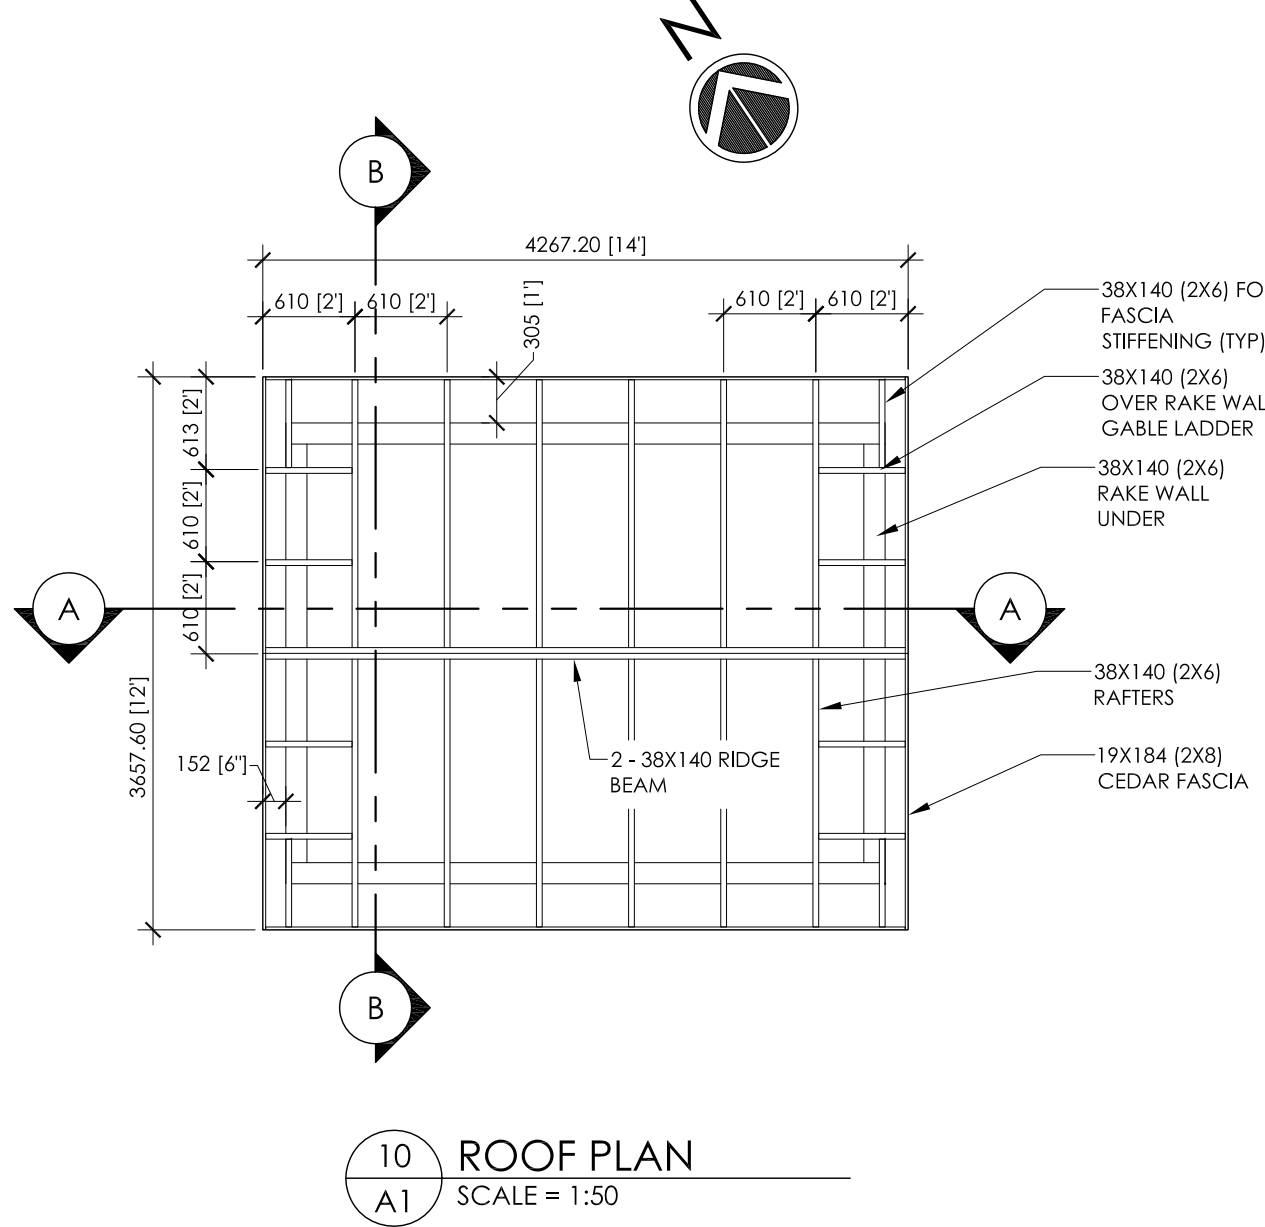 N
B
4267.20 [14']
610 [2']
610 [2']
305 [1']
610 [2']
610 [2']
38X140 (2X6) FO
FASCIA
STIFFENING (TYP)
38X140 (2X6)
OVER RAKE WAL
GABLE LADDER
38X140 (2X6)
RAKE WALL
UNDER
613 [2']
610 [2']
610 [2']
A
A
3657.60 [12']
152 [6"]
2 - 38X140 RIDGE
BEAM
38X140 (2X6)
RAFTERS
19X184 (2X8)
CEDAR FASCIA
B
10
A1
ROOF PLAN
SCALE = 1:50